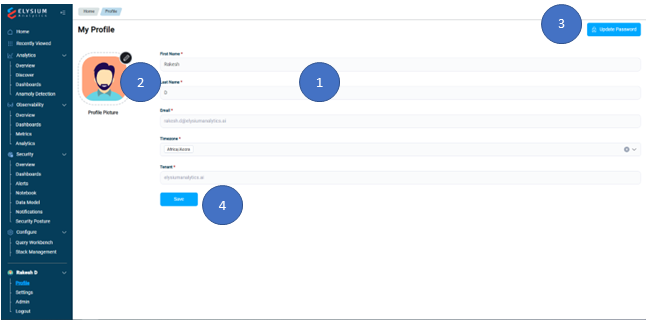 ELYSIUM
Analytics
Home
Recently Viewed
Analytics
Overview
Discover
Dashboards
Anamoly Detection
Observability
Overview
Dashboards
Metrics
Analytics
Security
Overview
Dashboards
Alerts
Notebook
Data Model
Notifications
Security Posture
Configure
Query Workbench
Stack Management
Rakesh D
Profile
Settings
Admin
Logout
Home Profile
My Profile
3
Update Password
2
Profile Picture
1
First Name *
Rakesh
Last Name *
D
Email *
rakesh.d@elysiumanalytics.ai
Timezone *
Africa/Accra
Tenant *
elysiumanalytics.ai
Save
4